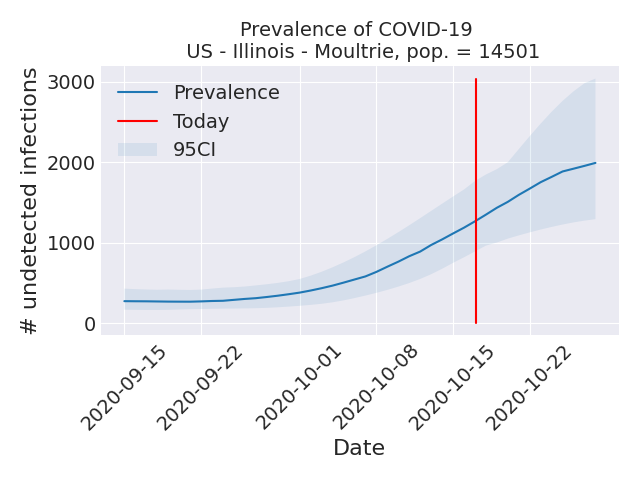 Prevalence of COVID-19
US - Illinois - Moultrie, pop. = 14501
# undetected infections
3000
2000
1000
0
Prevalence
Today
95CI
2020-09-15
2020-09-22
2020-10-01
2020-10-08
2020-10-15
2020-10-22
Date